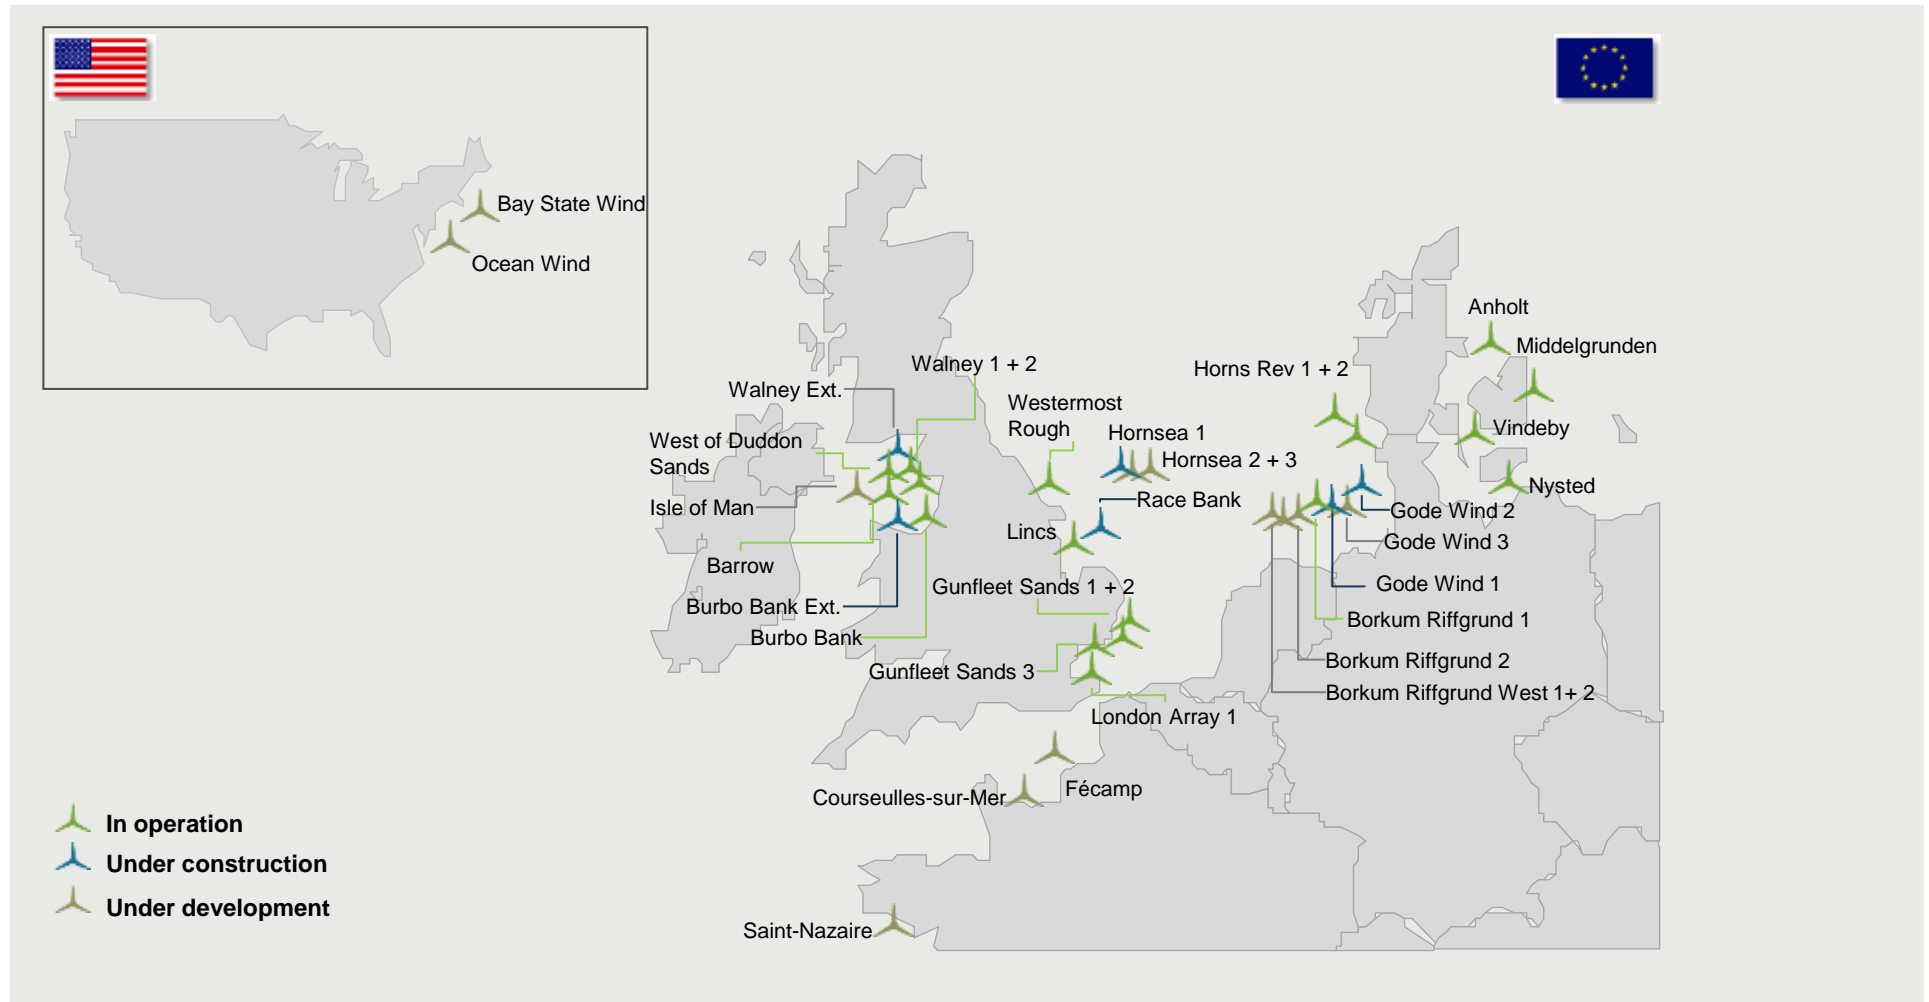 Bay State Wind
Ocean Wind
Anholt
Middelgrunden
Walney 1 + 2
Horns Rev 1 + 2
Walney Ext.
Westermost
Rough
Vindeby
Hornsea 1
West of Duddon
Sands
Hornsea 2 + 3
Nysted
Race Bank
Isle of Man
Gode Wind 2
Lincs
Gode Wind 3
Barrow
Gode Wind 1
Gunfleet Sands 1 + 2
Burbo Bank Ext.
Borkum Riffgrund 1
Burbo Bank
Borkum Riffgrund 2
Gunfleet Sands 3
Borkum Riffgrund West 1+ 2
London Array 1
Fécamp
Courseulles-sur-Mer
In operation
Under construction
Under development
Saint-Nazaire